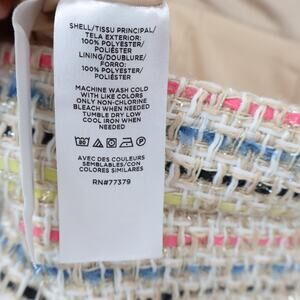 SHELL/TISSU PRINCIPAL/
TELA EXTERIOR:
100% POLYESTER/
POLIÉSTER
LINING/DOUBLURE/
FORRO:
100% POLYESTER/
POLIÉSTER
MACHINE WASH COLD
WITH LIKE COLORS
ONLY NON-CHLORINE
BLEACH WHEN NEEDED
TUMBLE DRY LOW
COOL IRON WHEN
NEEDED
AVEC DES COULEURS
SEMBLABLES/CON
COLORES SIMILARES
RN#77379